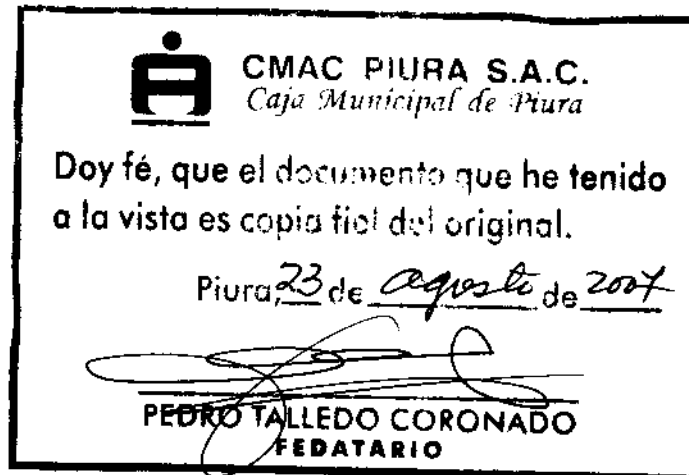 CMAC PIURA S.A.C.
Caja Municipal de Piura
Doy fé, que el documento que he tenido
a la vista es copia fiel del original.
Piura, 23 de agosto de 2007
PEDRO TALLEDO CORONADO
FEDATARIO